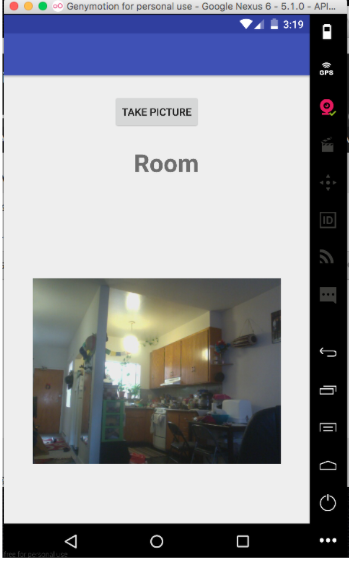 Genymotion for personal use - Google Nexus 6 - 5.1.0 - API...
3:19
GPS
TAKE PICTURE
Room
ID
free for personal use